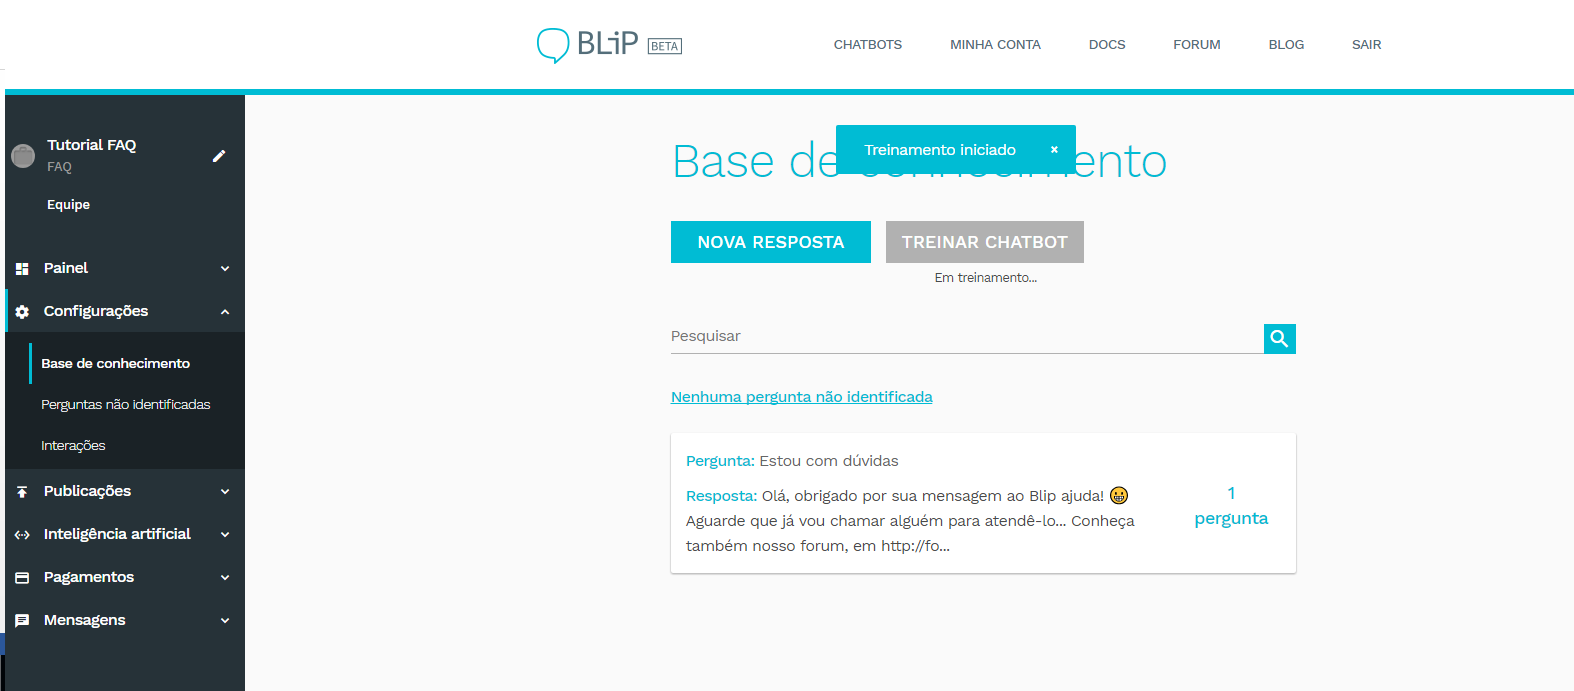 BLiP BETA
CHATBOTS MINHA CONTA DOCS FORUM BLOG SAIR
Tutorial FAQ
FAQ
Equipe
Painel
Configurações
Base de conhecimento
Perguntas não identificadas
Interações
Publicações
Inteligência artificial
Pagamentos
Mensagens
Treinamento iniciado ×
Base de conhecimento
NOVA RESPOSTA TREINAR CHATBOT
Em treinamento...
Pesquisar
Nenhuma pergunta não identificada
Pergunta: Estou com dúvidas
Resposta: Olá, obrigado por sua mensagem ao Blip ajuda! 😀
Aguarde que já vou chamar alguém para atendê-lo... Conheça
também nosso forum, em http://fo...
1
pergunta